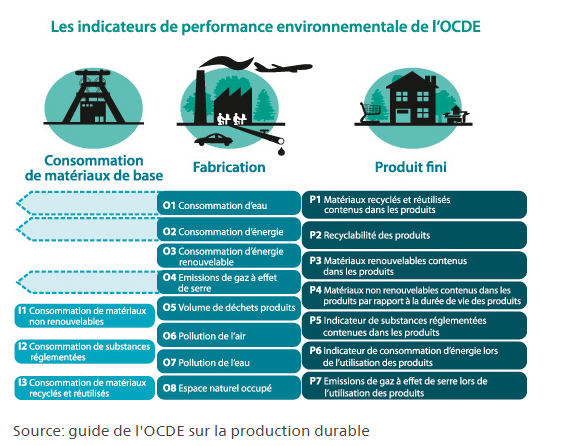 Les indicateurs de performance environnementale de l'OCDE
Consommation
de matériaux de base
Fabrication
Produit fini
I1 Consommation de matériaux
non renouvelables
I2 Consommation de substances
réglementées
I3 Consommation de matériaux
recyclés et réutilisés
O1 Consommation d'eau
O2 Consommation d'énergie
O3 Consommation d'énergie
renouvelable
O4 Emissions de gaz à effet
de serre
O5 Volume de déchets produits
O6 Pollution de l'air
O7 Pollution de l'eau
O8 Espace naturel occupé
P1 Matériaux recyclés et réutilisés
contenus dans les produits
P2 Recyclabilité des produits
P3 Matériaux renouvelables contenus
dans les produits
P4 Matériaux non renouvelables contenus dans les
produits par rapport à la durée de vie des produits
P5 Indicateur de substances réglementées
contenues dans les produits
P6 Indicateur de consommation d'énergie lors
de l'utilisation des produits
P7 Emissions de gaz à effet de serre lors de
l'utilisation des produits
Source: guide de l'OCDE sur la production durable